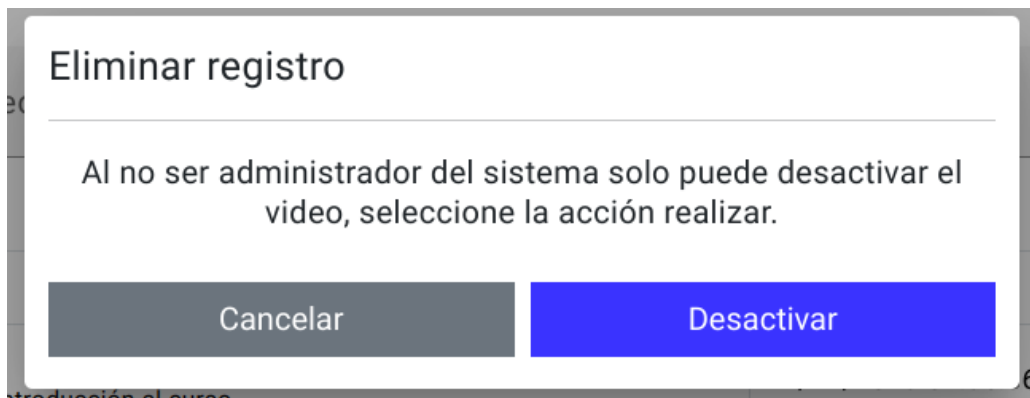 Eliminar registro
Al no ser administrador del sistema solo puede desactivar el
video, seleccione la acción realizar.
Cancelar
Desactivar